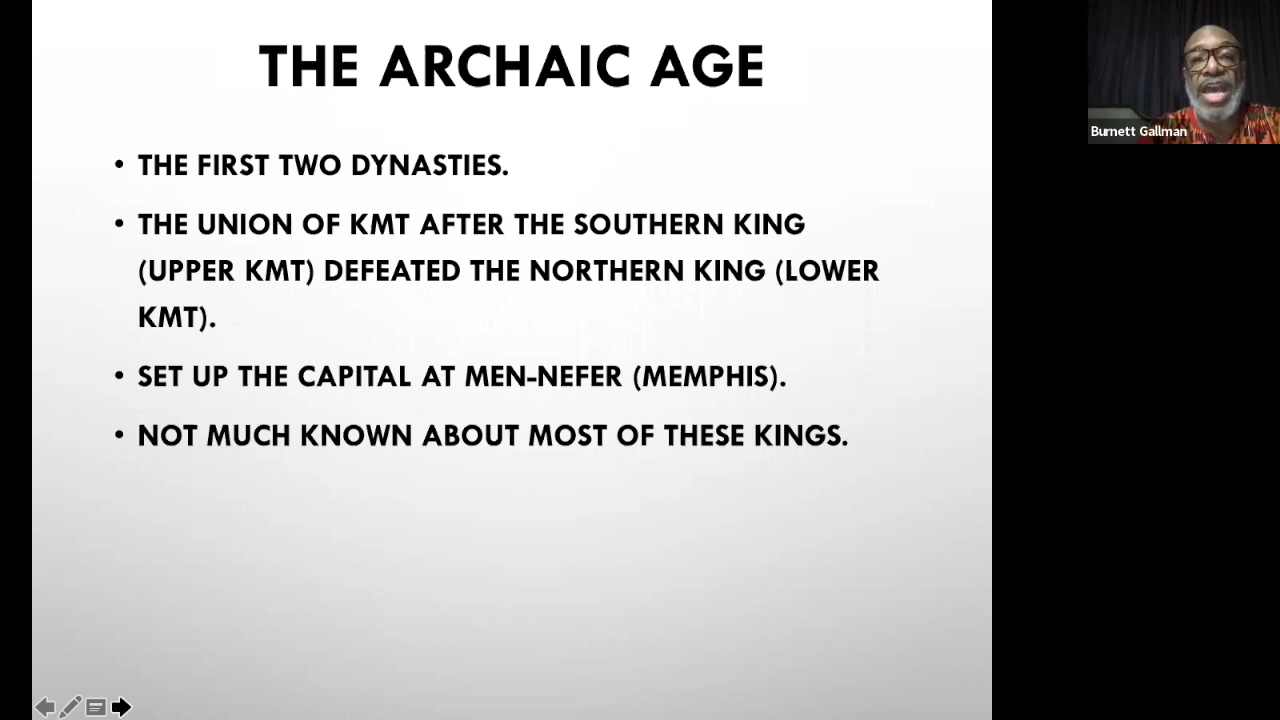 THE ARCHAIC AGE
• THE FIRST TWO DYNASTIES.
• THE UNION OF KMT AFTER THE SOUTHERN KING
(UPPER KMT) DEFEATED THE NORTHERN KING (LOWER
KMT).
• SET UP THE CAPITAL AT MEN-NEFER (MEMPHIS).
• NOT MUCH KNOWN ABOUT MOST OF THESE KINGS.
Burnett Gallman